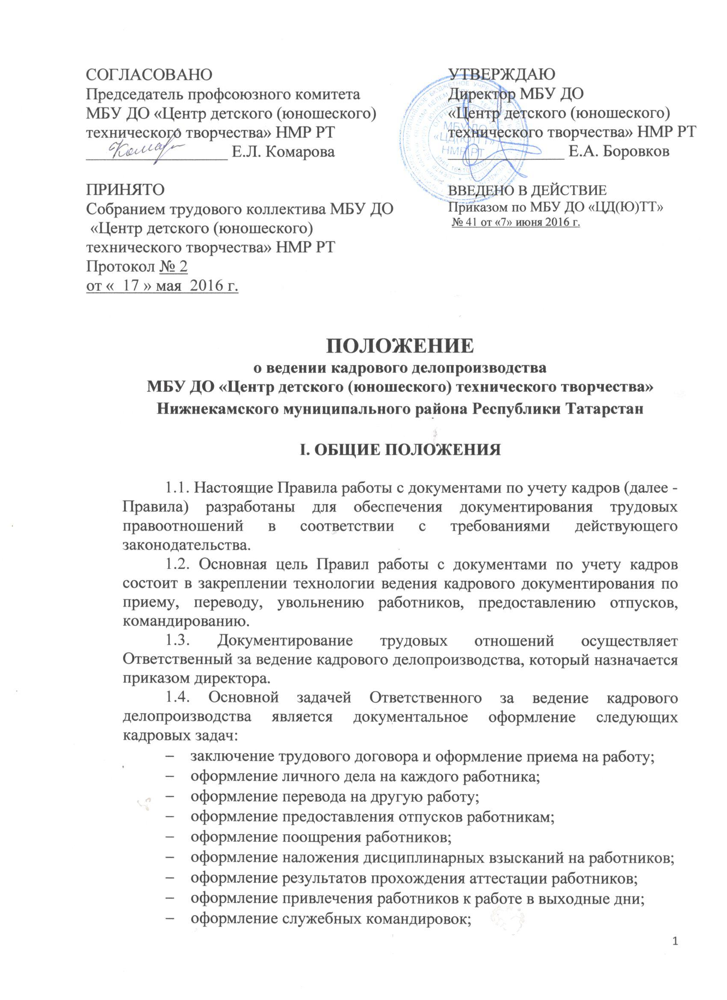 СОГЛАСОВАНО
Председатель профсоюзного комитета
МБУ ДО «Центр детского (юношеского)
технического творчества» НМР РТ
Е.Л. Комарова
УТВЕРЖДАЮ
Директор МБУ ДО
«Центр детского (юношеского)
технического творчества» НМР РТ
Е.А. Боровков
МБУ ДО
«ЦД(Ю)ТТ»
НМР РТ
ПРИНЯТО
Собранием трудового коллектива МБУ ДО
«Центр детского (юношеского)
технического творчества» НМР РТ
Протокол № 2
от « 17 » мая 2016 г.
ВВЕДЕНО В ДЕЙСТВИЕ
Приказом по МБУ ДО «ЦД(Ю)ТТ»
№ 41 от «7» июня 2016 г.
ПОЛОЖЕНИЕ
о ведении кадрового делопроизводства
МБУ ДО «Центр детского (юношеского) технического творчества»
Нижнекамского муниципального района Республики Татарстан
I. ОБЩИЕ ПОЛОЖЕНИЯ
1.1. Настоящие Правила работы с документами по учету кадров (далее -
Правила) разработаны для обеспечения документирования трудовых
правоотношений в соответствии с требованиями действующего
законодательства.
1.2. Основная цель Правил работы с документами по учету кадров
состоит в закреплении технологии ведения кадрового документирования по
приему, переводу, увольнению работников, предоставлению отпусков,
командированию.
1.3. Документирование трудовых отношений осуществляет
Ответственный за ведение кадрового делопроизводства, который назначается
приказом директора.
1.4. Основной задачей Ответственного за ведение кадрового
делопроизводства является документальное оформление следующих
кадровых задач:
– заключение трудового договора и оформление приема на работу;
– оформление личного дела на каждого работника;
– оформление перевода на другую работу;
– оформление предоставления отпусков работникам;
– оформление поощрения работников;
– оформление наложения дисциплинарных взысканий на работников;
– оформление результатов прохождения аттестации работников;
– оформление привлечения работников к работе в выходные дни;
– оформление служебных командировок;
1